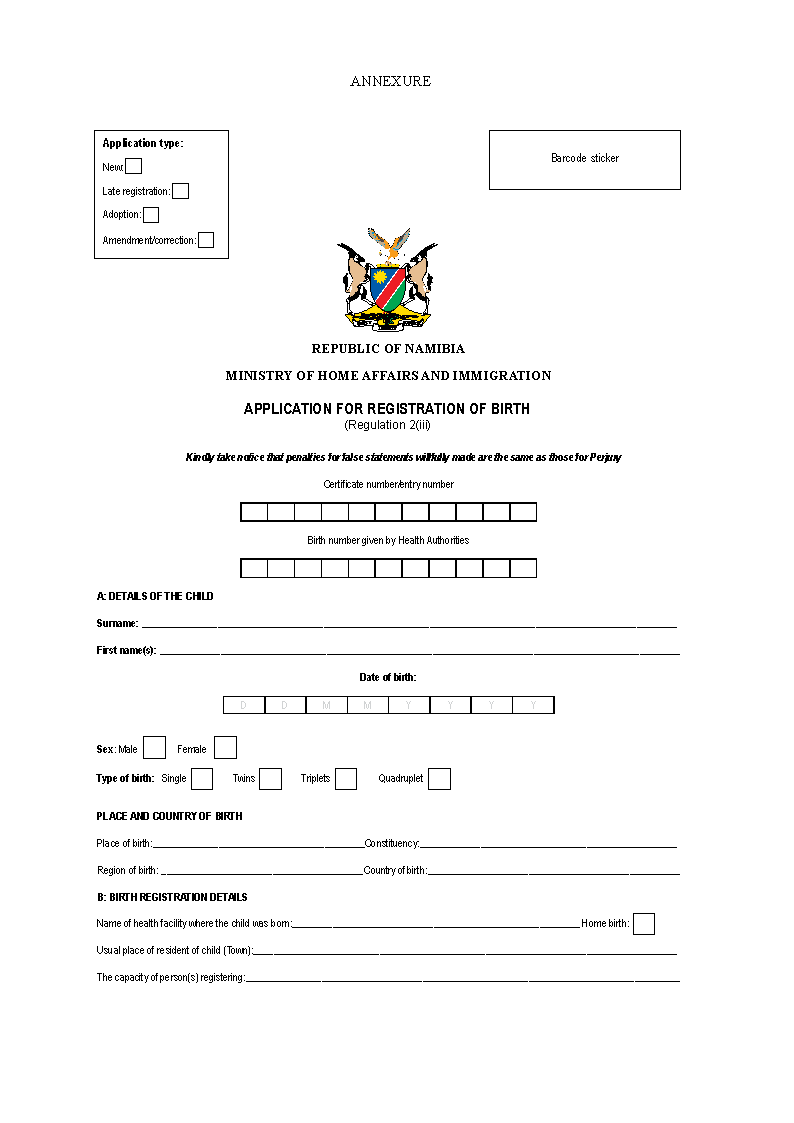 ANNEXURE
Application type:
New:
Late registration:
Adoption:
Amendment/correction:
Barcode sticker
REPUBLIC OF NAMIBIA
MINISTRY OF HOME AFFAIRS AND IMMIGRATION
APPLICATION FOR REGISTRATION OF BIRTH
(Regulation 2(iii)
Kindly take notice that penalties for false statements willfully made are the same as those for Perjury
Certificate number/entry number
Birth number given by Health Authorities
A: DETAILS OF THE CHILD
Surname:
First name(s):
Date of birth:
D D M M Y Y Y Y
Sex: Male Female
Type of birth: Single Twins Triplets Quadruplet
PLACE AND COUNTRY OF BIRTH
Place of birth: Constituency:
Region of birth: Country of birth:
B: BIRTH REGISTRATION DETAILS
Name of health facility where the child was born: Home birth:
Usual place of resident of child (Town):
The capacity of person(s) registering: